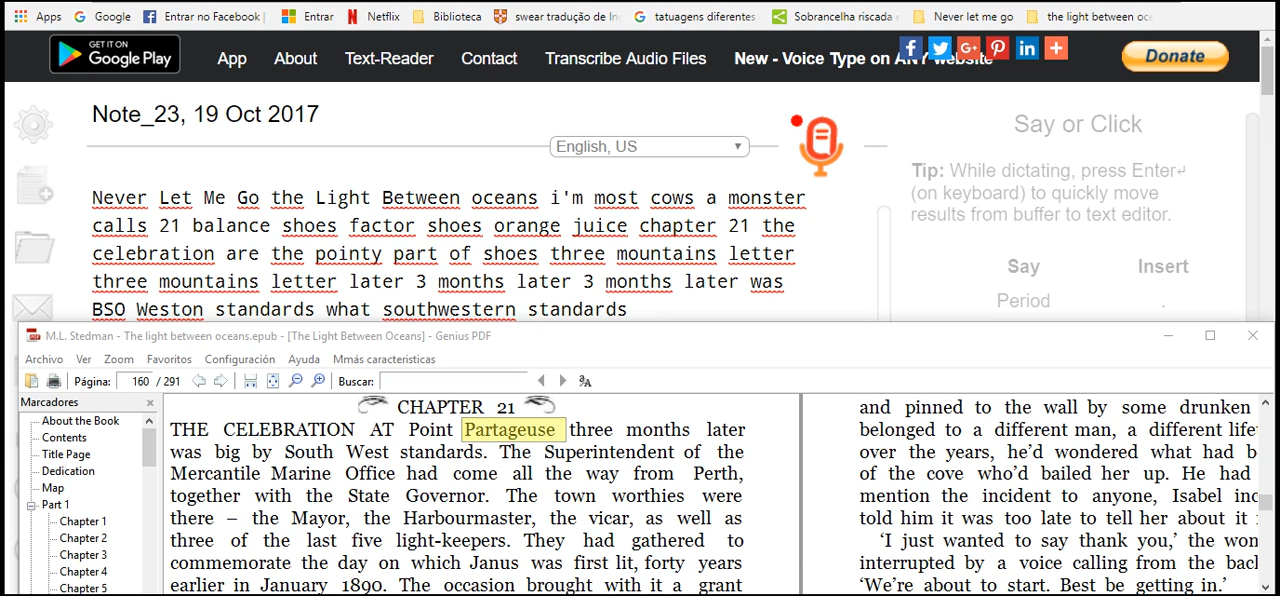 Apps Google Entrar no Facebook Entrar Netflix Biblioteca swear tradução de In tatuagens diferentes Sobrancelha riscada Never let me go the light between oce
GET IT ON
Google Play
App About Text-Reader Contact Transcribe Audio Files New - Voice Type on ANY website Donate
Note_23, 19 Oct 2017
English, US
Never Let Me Go the Light Between oceans i'm most cows a monster
calls 21 balance shoes factor shoes orange juice chapter 21 the
celebration are the pointy part of shoes three mountains letter
three mountains letter later 3 months later 3 months later was
BSO Weston standards what southwestern standards
Say or Click
Tip: While dictating, press Enter↵
(on keyboard) to quickly move
results from buffer to text editor.
Say Insert
Period .
M.L. Stedman - The light between oceans.epub - [The Light Between Oceans] - Genius PDF
Archivo Ver Zoom Favoritos Configuración Ayuda Mmás caracteristicas
Página: 160 / 291 Buscar:
Marcadores
About the Book
Contents
Title Page
Dedication
Map
Part 1
Chapter 1
Chapter 2
Chapter 3
Chapter 4
Chapter 5
CHAPTER 21
THE CELEBRATION AT Point Partageuse three months later
was big by South West standards. The Superintendent of the
Mercantile Marine Office had come all the way from Perth,
together with the State Governor. The town worthies were
there – the Mayor, the Harbourmaster, the vicar, as well as
three of the last five light-keepers. They had gathered to
commemorate the day on which Janus was first lit, forty years
earlier in January 1890. The occasion brought with it a grant
and pinned to the wall by some drunken
belonged to a different man, a different life
over the years, he'd wondered what had b
of the cove who'd bailed her up. He had
mention the incident to anyone, Isabel inc
told him it was too late to tell her about it
'I just wanted to say thank you,' the won
interrupted by a voice calling from the bac
'We're about to start. Best be getting in.'